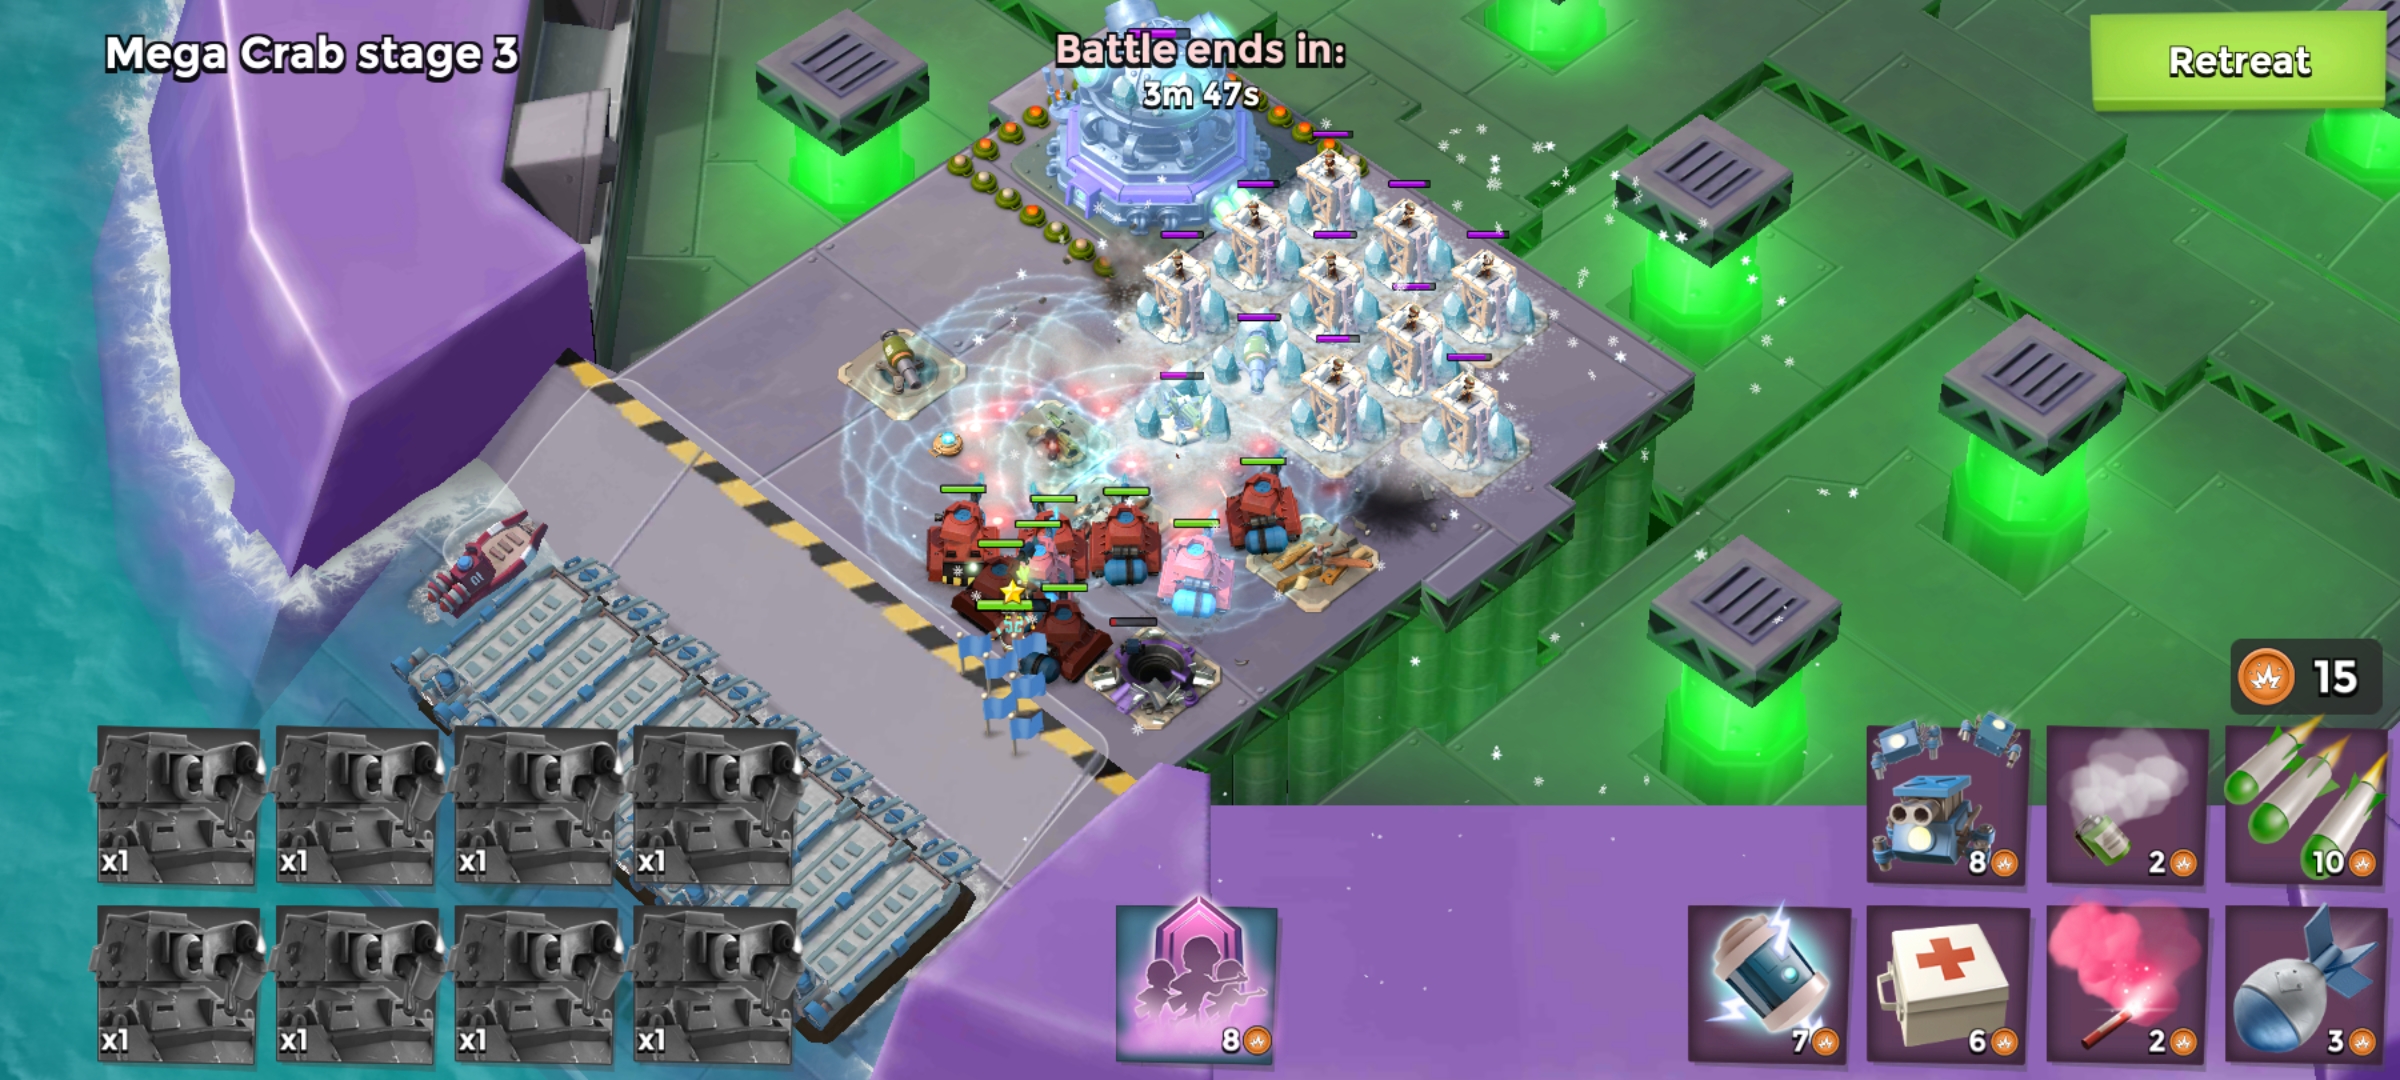 Mega Crab stage 3
Battle ends in:
3m 47s
Retreat
15
x1
x1
x1
x1
8
2
10
x1
x1
x1
x1
8
7
6
2
3